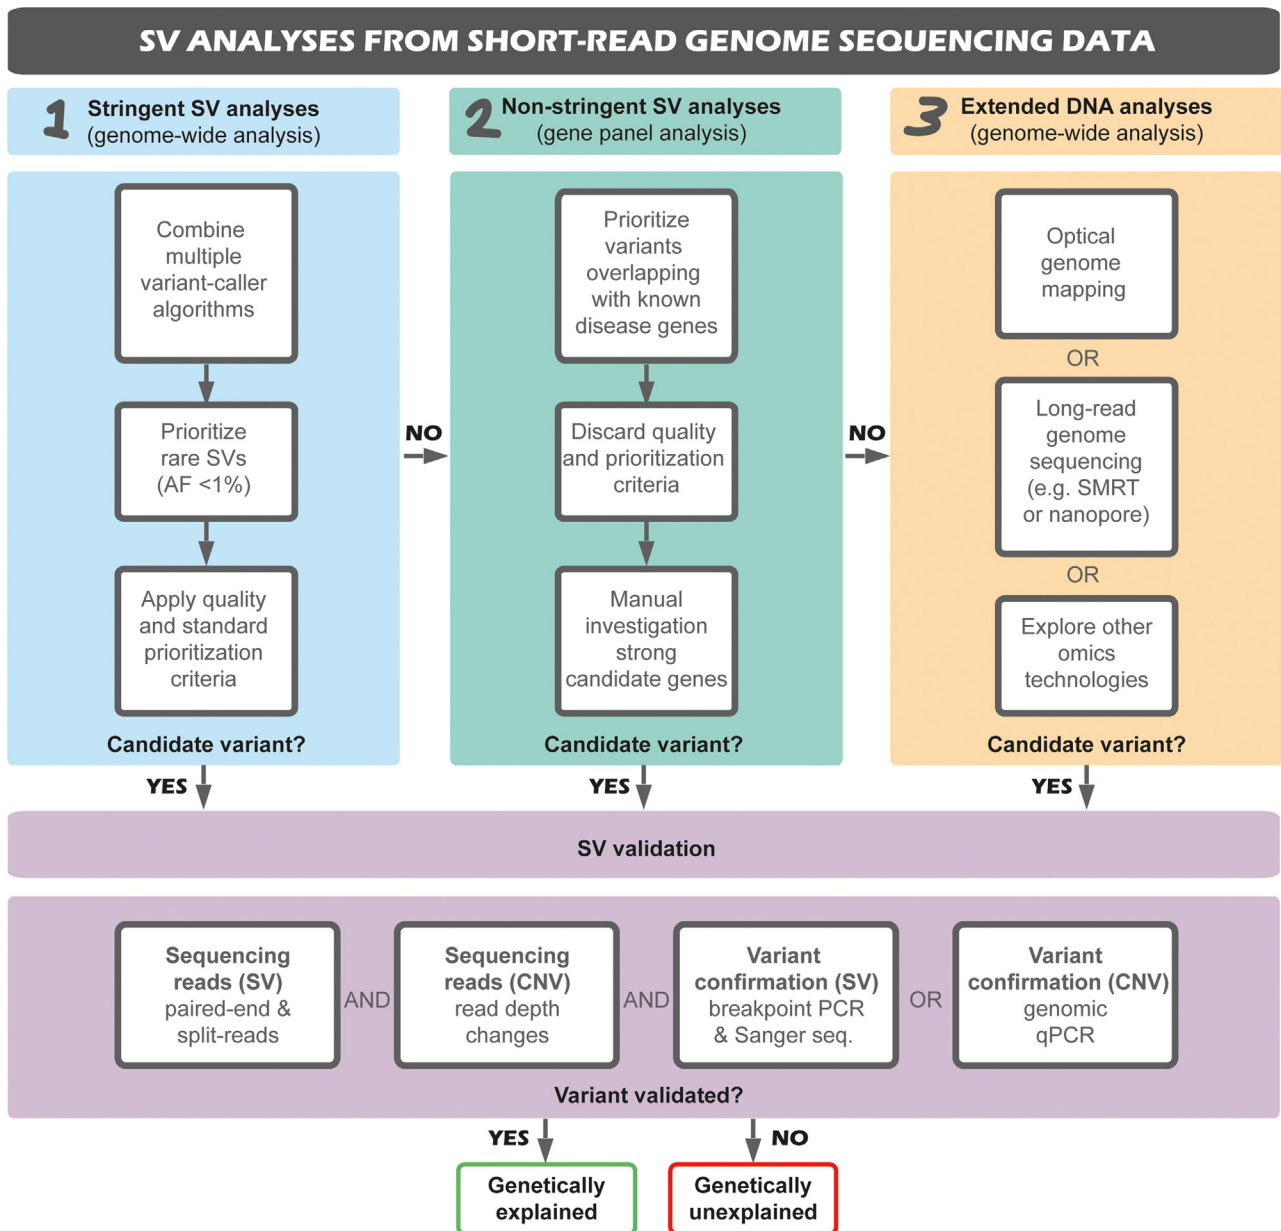 SV ANALYSES FROM SHORT-READ GENOME SEQUENCING DATA
1
Stringent SV analyses
(genome-wide analysis)
Combine
multiple
variant-caller
algorithms
Prioritize
rare SVs
(AF <1%)
Apply quality
and standard
prioritization
criteria
Candidate variant?
YES
NO
2
Non-stringent SV analyses
(gene panel analysis)
Prioritize
variants
overlapping
with known
disease genes
Discard quality
and prioritization
criteria
Manual
investigation
strong
candidate genes
Candidate variant?
YES
NO
3
Extended DNA analyses
(genome-wide analysis)
Optical
genome
mapping
OR
Long-read
genome
sequencing
(e.g. SMRT
or nanopore)
OR
Explore other
omics
technologies
Candidate variant?
YES
SV validation
Sequencing
reads (SV)
paired-end &
split-reads
AND
Sequencing
reads (CNV)
read depth
changes
AND
Variant
confirmation (SV)
breakpoint PCR
& Sanger seq.
OR
Variant
confirmation (CNV)
genomic
qPCR
Variant validated?
YES
NO
Genetically
explained
Genetically
unexplained